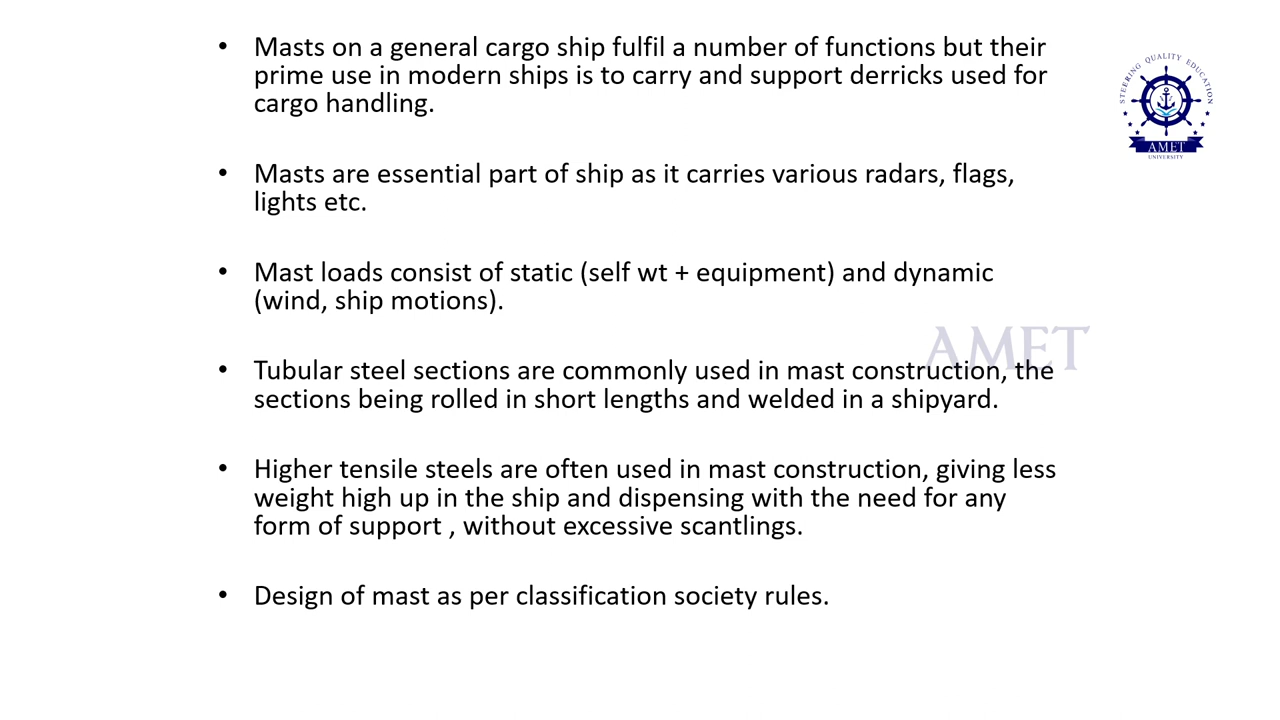 • Masts on a general cargo ship fulfil a number of functions but their
prime use in modern ships is to carry and support derricks used for
cargo handling.
• Masts are essential part of ship as it carries various radars, flags,
lights etc.
• Mast loads consist of static (self wt + equipment) and dynamic
(wind, ship motions).
• Tubular steel sections are commonly used in mast construction, the
sections being rolled in short lengths and welded in a shipyard.
• Higher tensile steels are often used in mast construction, giving less
weight high up in the ship and dispensing with the need for any
form of support , without excessive scantlings.
• Design of mast as per classification society rules.
STEERING QUALITY EDUCATION
AMET
UNIVERSITY
AMET